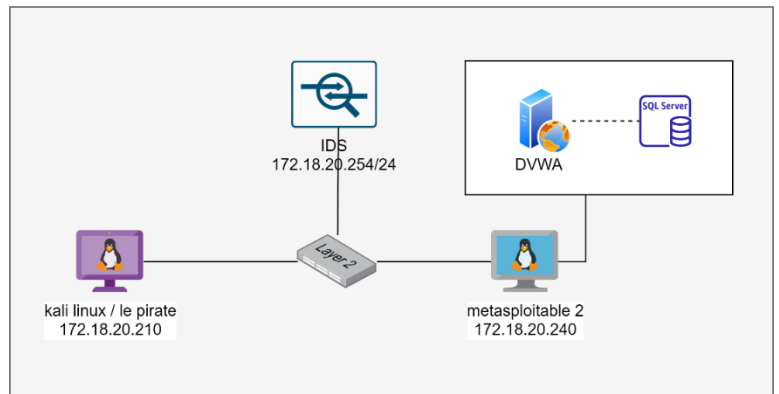 IDS
172.18.20.254/24
SQL Server
DVWA
Layer 2
kali linux / le pirate
172.18.20.210
metasploitable 2
172.18.20.240